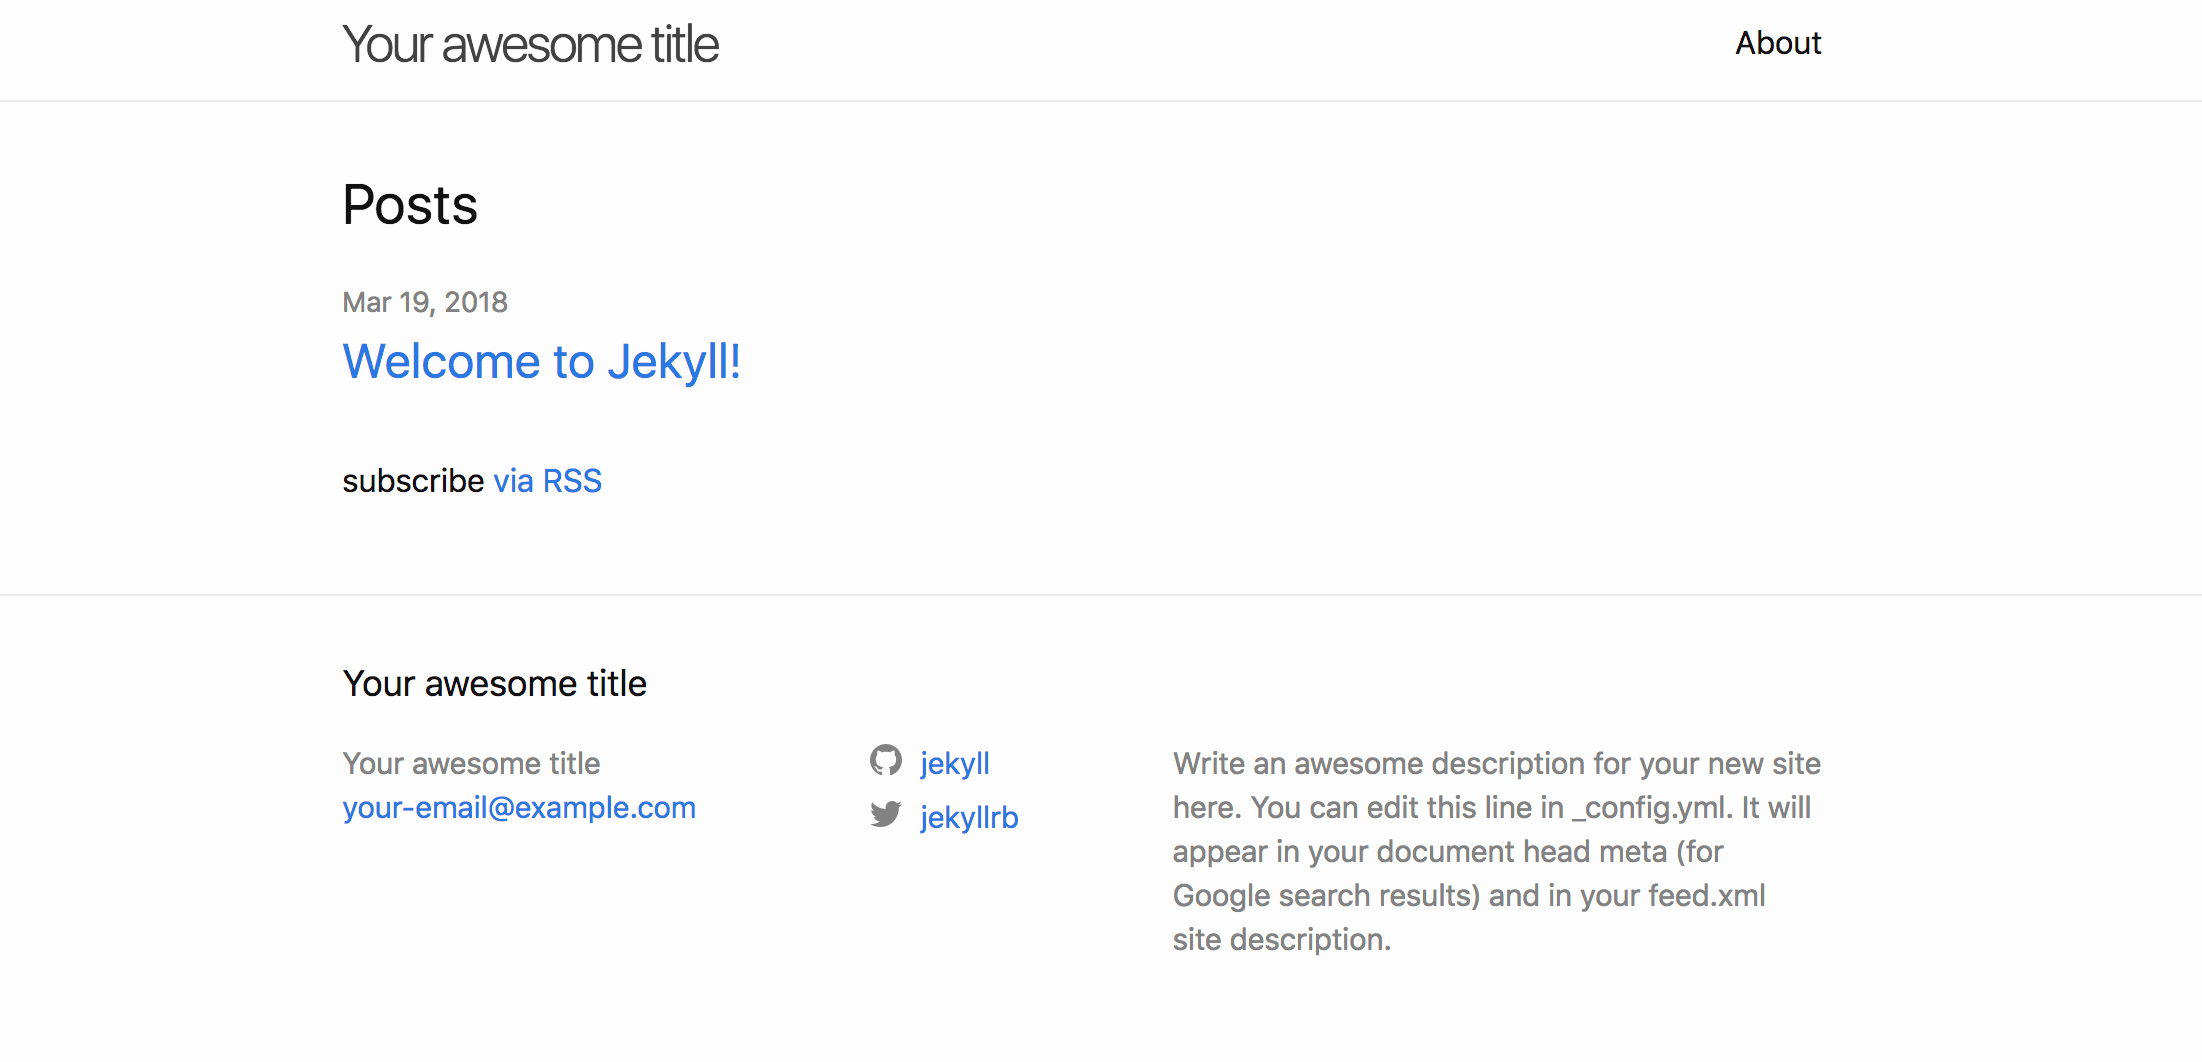 Your awesome title
About
Posts
Mar 19, 2018
Welcome to Jekyll!
subscribe via RSS
Your awesome title
Your awesome title
your-email@example.com
jekyll
jekyllrb
Write an awesome description for your new site
here. You can edit this line in _config.yml. It will
appear in your document head meta (for
Google search results) and in your feed.xml
site description.